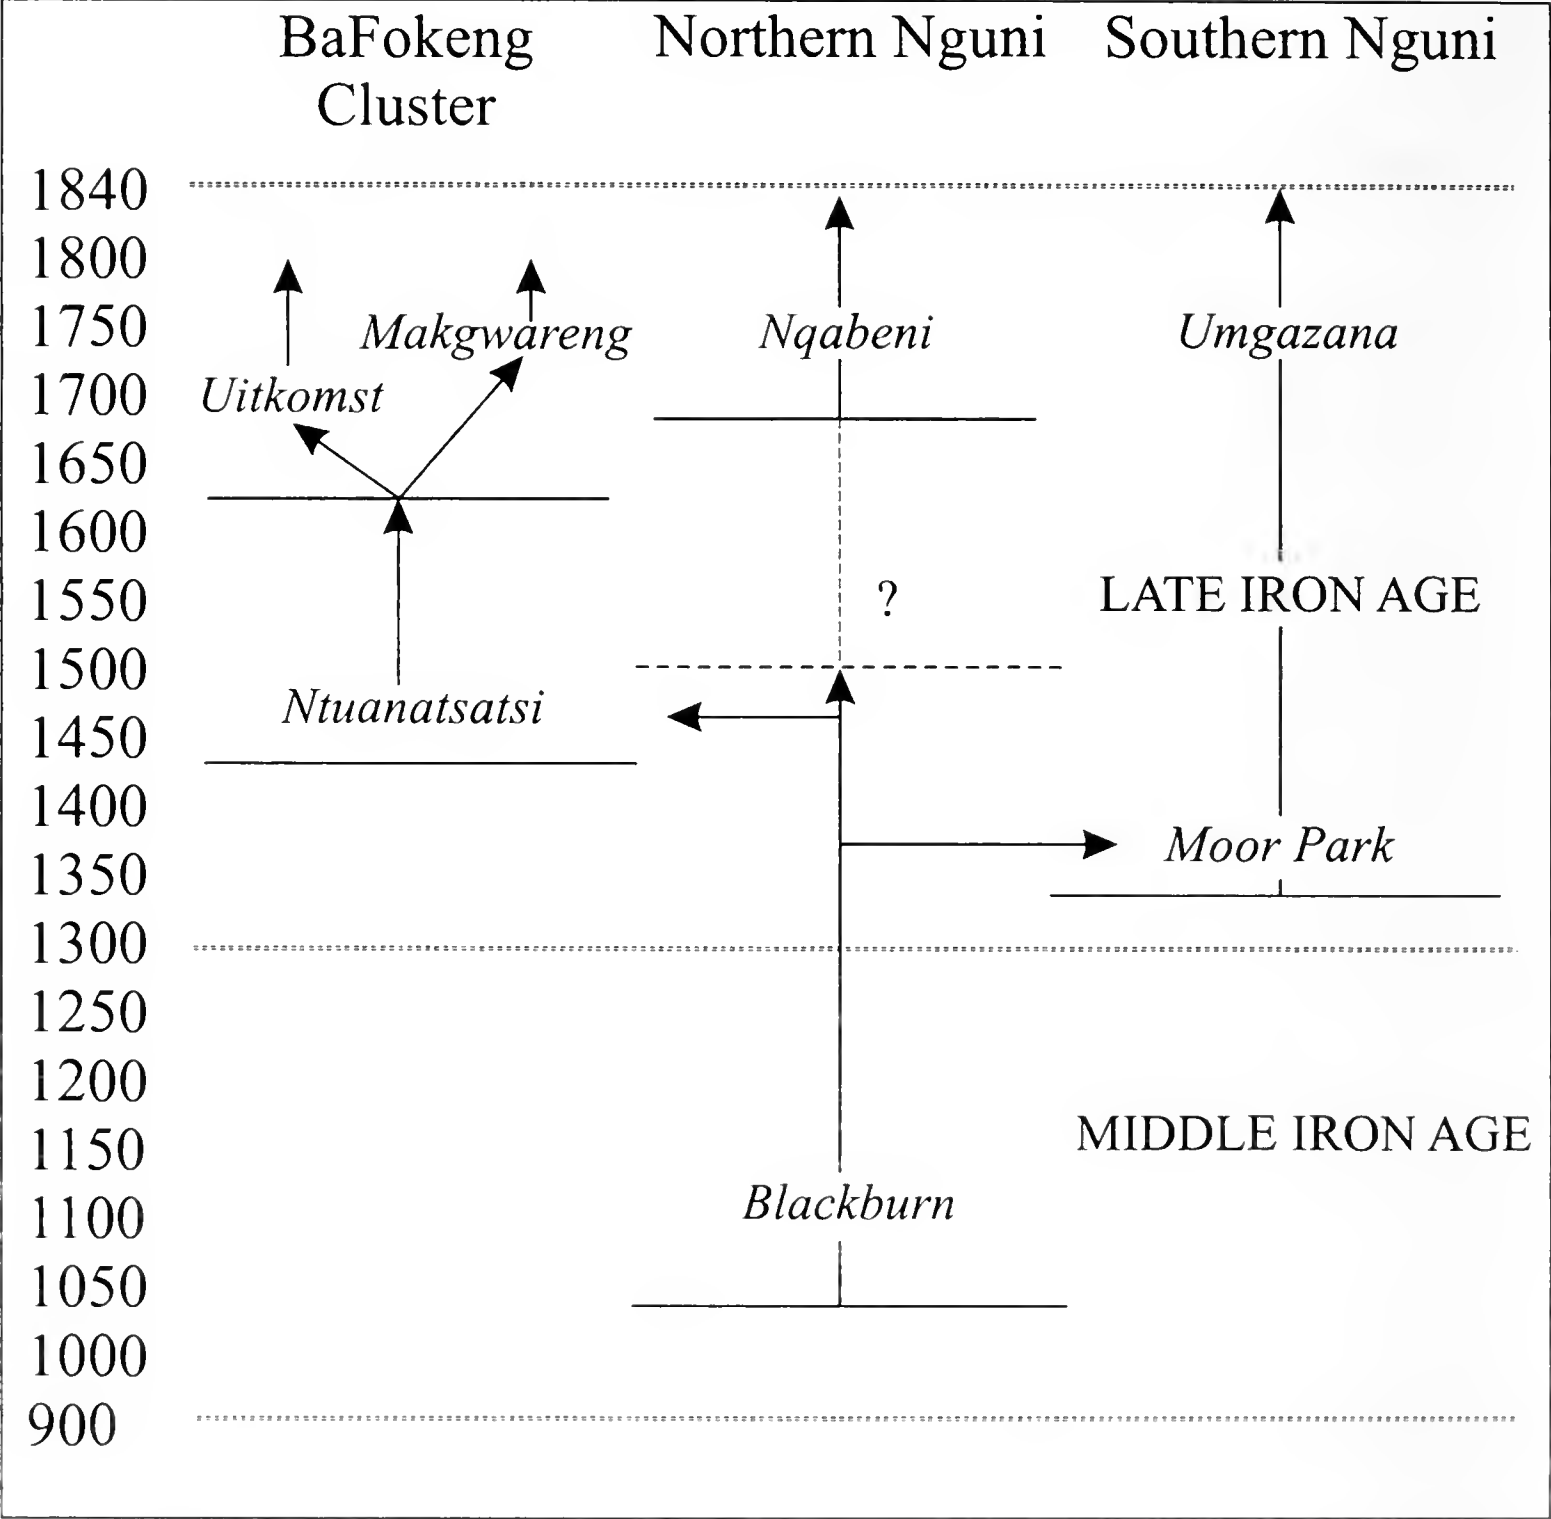 BaFokeng Northern Nguni Southern Nguni
Cluster
1840
1800
1750 Makgwareng Nqabeni Umgazana
1700 Uitkomst
1650
1600
1550 ? LATE IRON AGE
1500
Ntuanatsatsi
1450
1400
Moor Park
1350
1300
1250
1200
1150 MIDDLE IRON AGE
1100 Blackburn
1050
1000
900